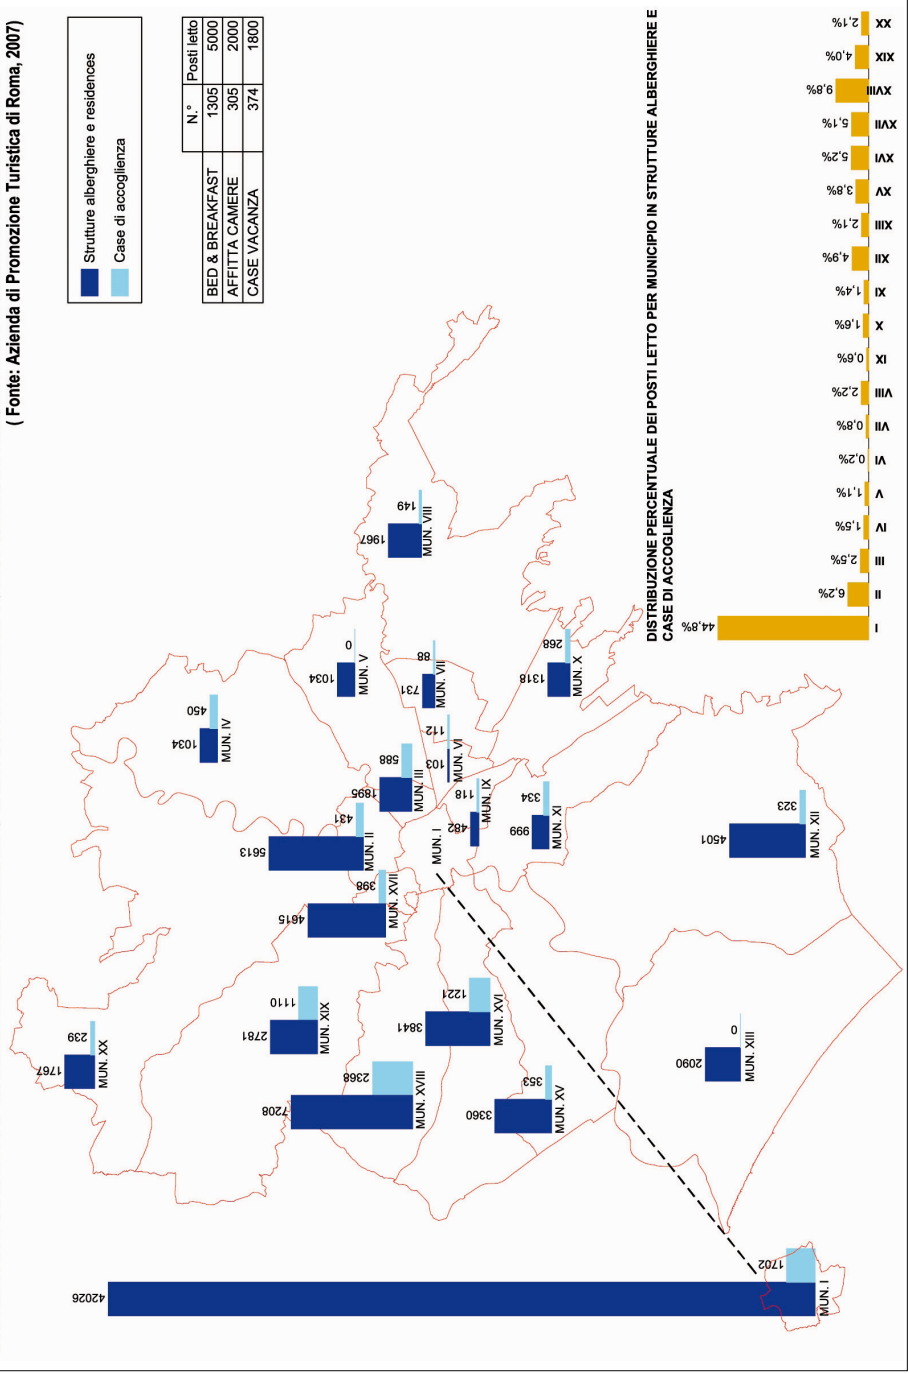 ( Fonte: Azienda di Promozione Turistica di Roma, 2007)
Strutture alberghiere e residences
Case di accoglienza
N.° Posti letto
BED & BREAKFAST 1305 5000
AFFITTA CAMERE 305 2000
CASE VACANZA 374 1800
1767
239
MUN. XX
1034
450
MUN. IV
2781
1110
MUN. XIX
5613
431
MUN. II
4615
398
MUN. XVII
1034
0
MUN. V
1967
149
MUN. VIII
7208
2368
MUN. XVIII
1895
588
MUN. III
731
88
MUN. VII
103
112
MUN. VI
MUN. I
3841
1221
MUN. XVI
482
118
MUN. IX
3360
353
MUN. XV
999
334
MUN. XI
1318
268
MUN. X
2090
0
MUN. XIII
4501
323
MUN. XII
42026
1702
MUN. I
DISTRIBUZIONE PERCENTUALE DEI POSTI LETTO PER MUNICIPIO IN STRUTTURE ALBERGHIERE E
CASE DI ACCOGLIENZA
44,8% 6,2% 2,5% 1,5% 1,1% 0,2% 0,8% 2,2% 0,6% 1,6% 1,4% 4,9% 2,1% 3,8% 5,2% 5,1% 9,8% 4,0% 2,1%
I II III IV V VI VII VIII IX X XI XII XIII XV XVI XVII XVIII XIX XX